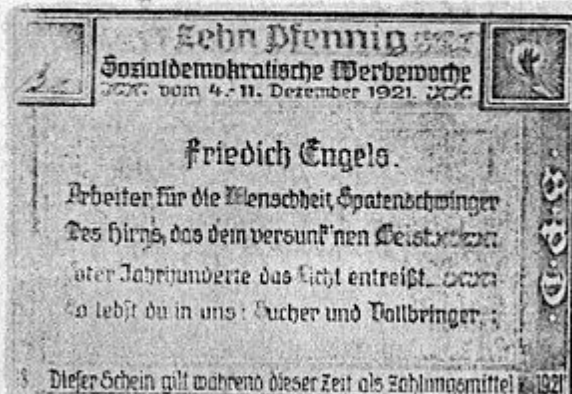 Zehn Pfennig
Sozialdemokratische Werbewoche
vom 4.-11. Dezember 1921.
Friedich Engels.
Arbeiter für die Menschheit, Spatenschwinger
Des Hirns, das dem versunk'nen Geist
toter Jahrhunderte das Licht entreißt.
So lebst du in uns: Sucher und Vollbringer.
Dieser Schein gilt während dieser Zeit als Zahlungsmittel
1921